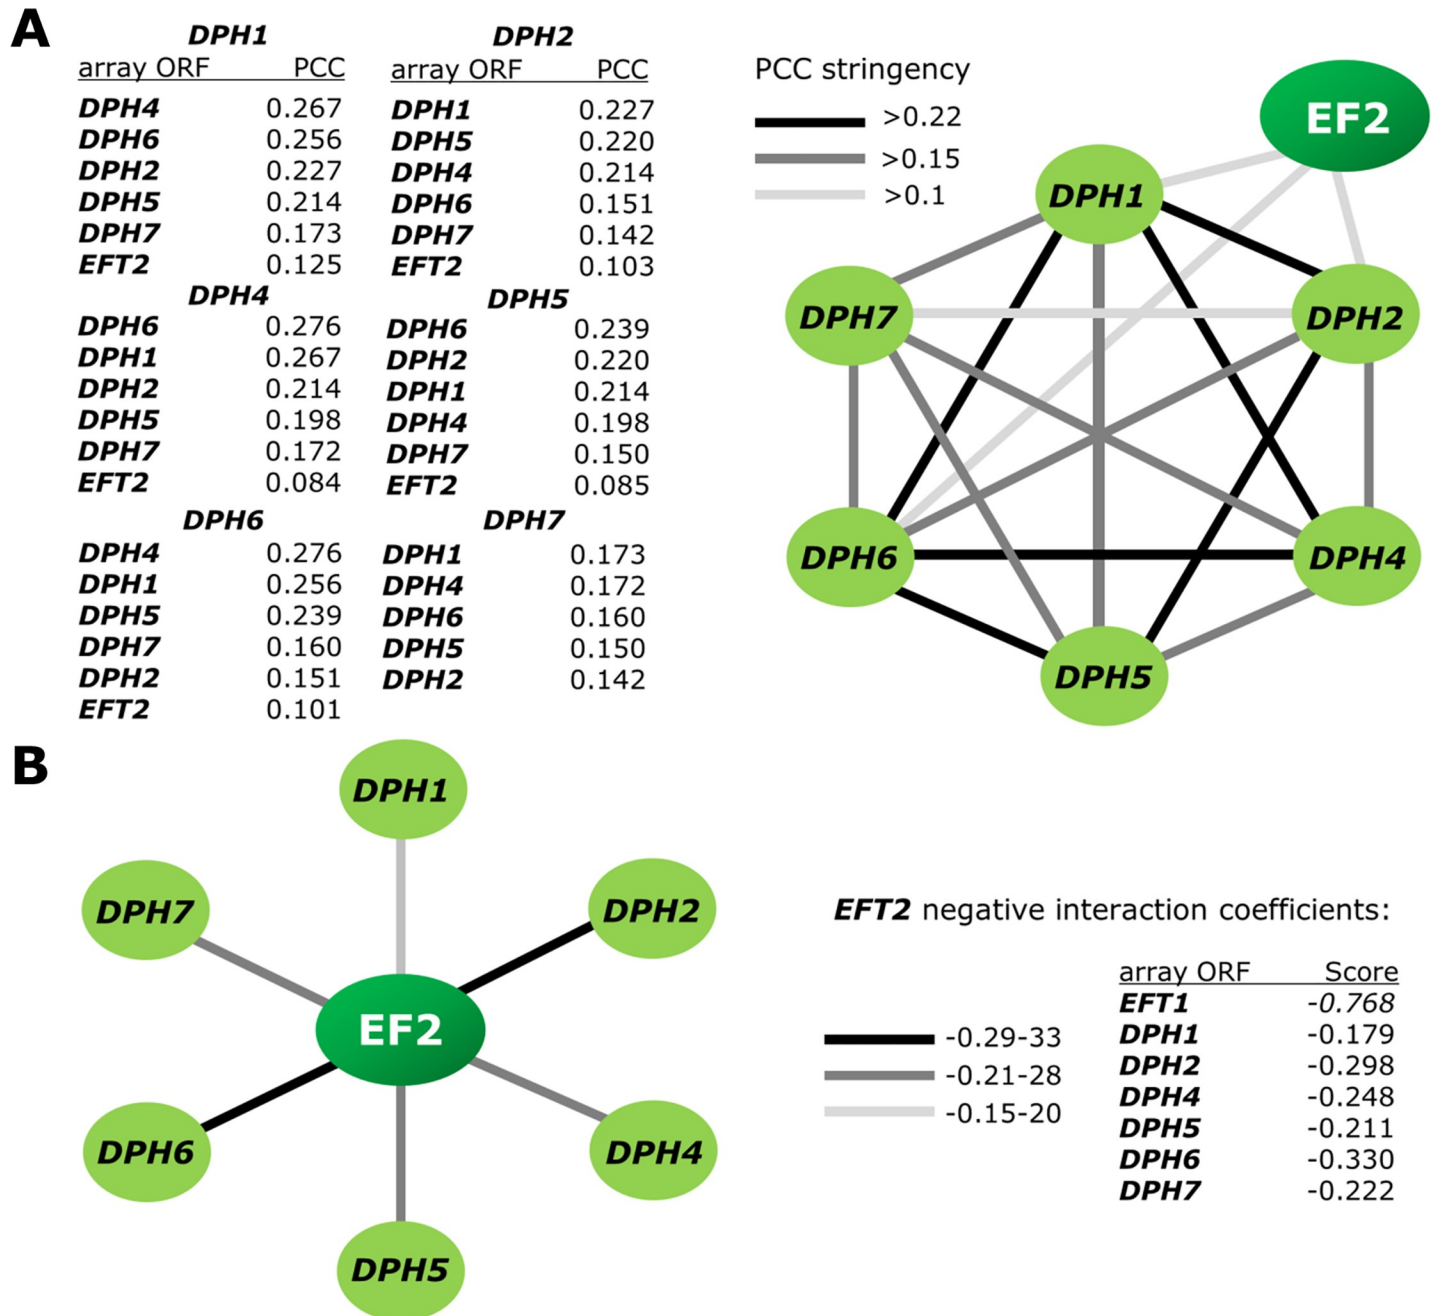 A
DPH1
array ORF PCC
DPH4 0.267
DPH6 0.256
DPH2 0.227
DPH5 0.214
DPH7 0.173
EFT2 0.125
DPH2
array ORF PCC
DPH1 0.227
DPH5 0.220
DPH4 0.214
DPH6 0.151
DPH7 0.142
EFT2 0.103
DPH4
DPH6 0.276
DPH1 0.267
DPH2 0.214
DPH5 0.198
DPH7 0.172
EFT2 0.084
DPH5
DPH6 0.239
DPH2 0.220
DPH1 0.214
DPH4 0.198
DPH7 0.150
EFT2 0.085
DPH6
DPH4 0.276
DPH1 0.256
DPH5 0.239
DPH7 0.160
DPH2 0.151
EFT2 0.101
DPH7
DPH1 0.173
DPH4 0.172
DPH6 0.160
DPH5 0.150
DPH2 0.142
PCC stringency
>0.22
>0.15
>0.1
EF2
DPH1
DPH7
DPH2
DPH6
DPH4
DPH5
B
DPH1
DPH7
DPH2
EF2
DPH6
DPH4
DPH5
EFT2 negative interaction coefficients:
-0.29-33
-0.21-28
-0.15-20
array ORF Score
EFT1 -0.768
DPH1 -0.179
DPH2 -0.298
DPH4 -0.248
DPH5 -0.211
DPH6 -0.330
DPH7 -0.222